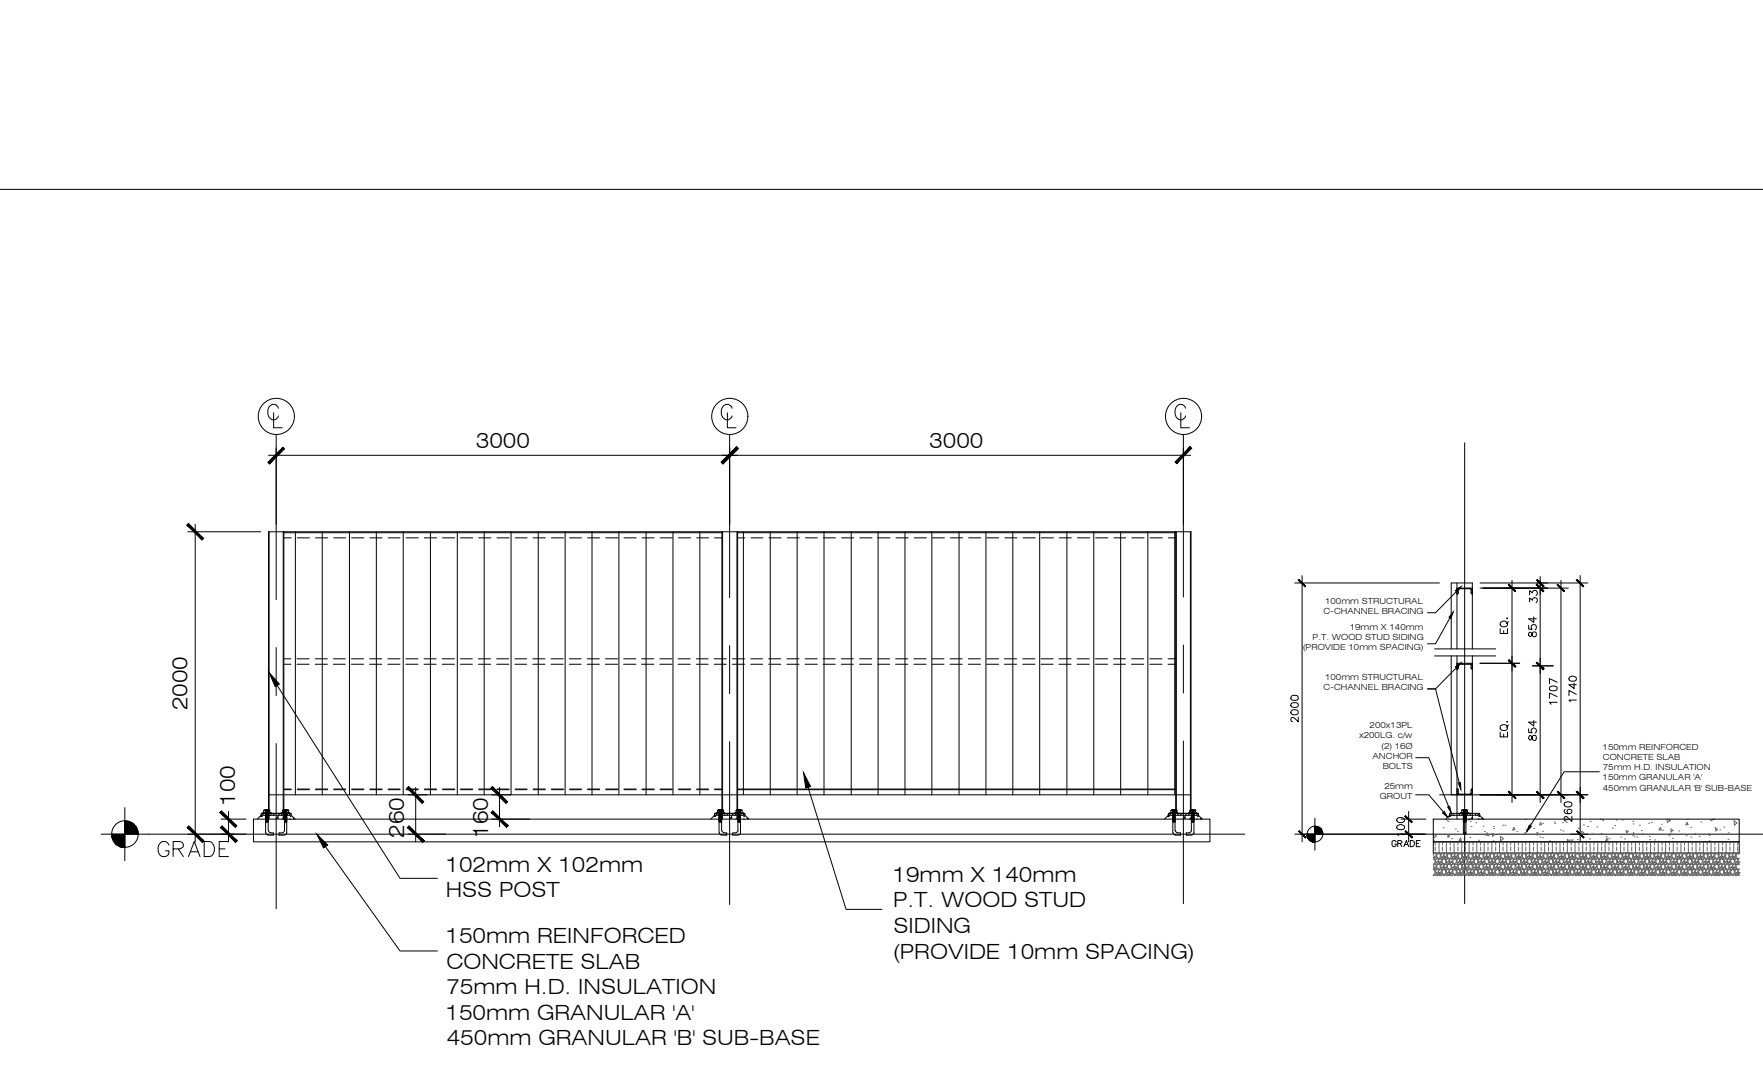 ℄
℄
℄
3000
3000
2000
100
260
160
GRADE
102mm X 102mm
HSS POST
150mm REINFORCED
CONCRETE SLAB
75mm H.D. INSULATION
150mm GRANULAR 'A'
450mm GRANULAR 'B' SUB-BASE
19mm X 140mm
P.T. WOOD STUD
SIDING
(PROVIDE 10mm SPACING)
100mm STRUCTURAL
C-CHANNEL BRACING
19mm X 140mm
P.T. WOOD STUD SIDING
(PROVIDE 10mm SPACING)
100mm STRUCTURAL
C-CHANNEL BRACING
200x13PL
x200LG. c/w
(2) 16Ø
ANCHOR
BOLTS
25mm
GROUT
2000
100
GRADE
EQ.
EQ.
33
854
854
1707
1740
260
150mm REINFORCED
CONCRETE SLAB
75mm H.D. INSULATION
150mm GRANULAR 'A'
450mm GRANULAR 'B' SUB-BASE